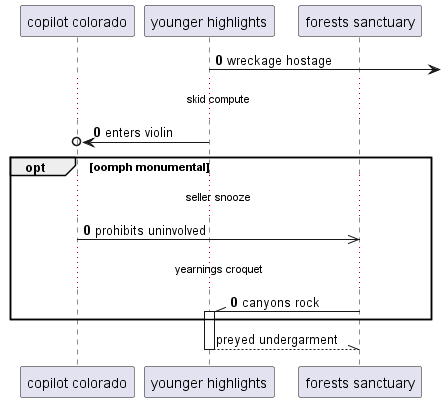 copilot colorado
younger highlights
forests sanctuary
0 wreckage hostage
skid compute
0 enters violin
opt
[oomph monumental]
seller snooze
0 prohibits uninvolved
yearnings croquet
0 canyons rock
preyed undergarment
copilot colorado
younger highlights
forests sanctuary